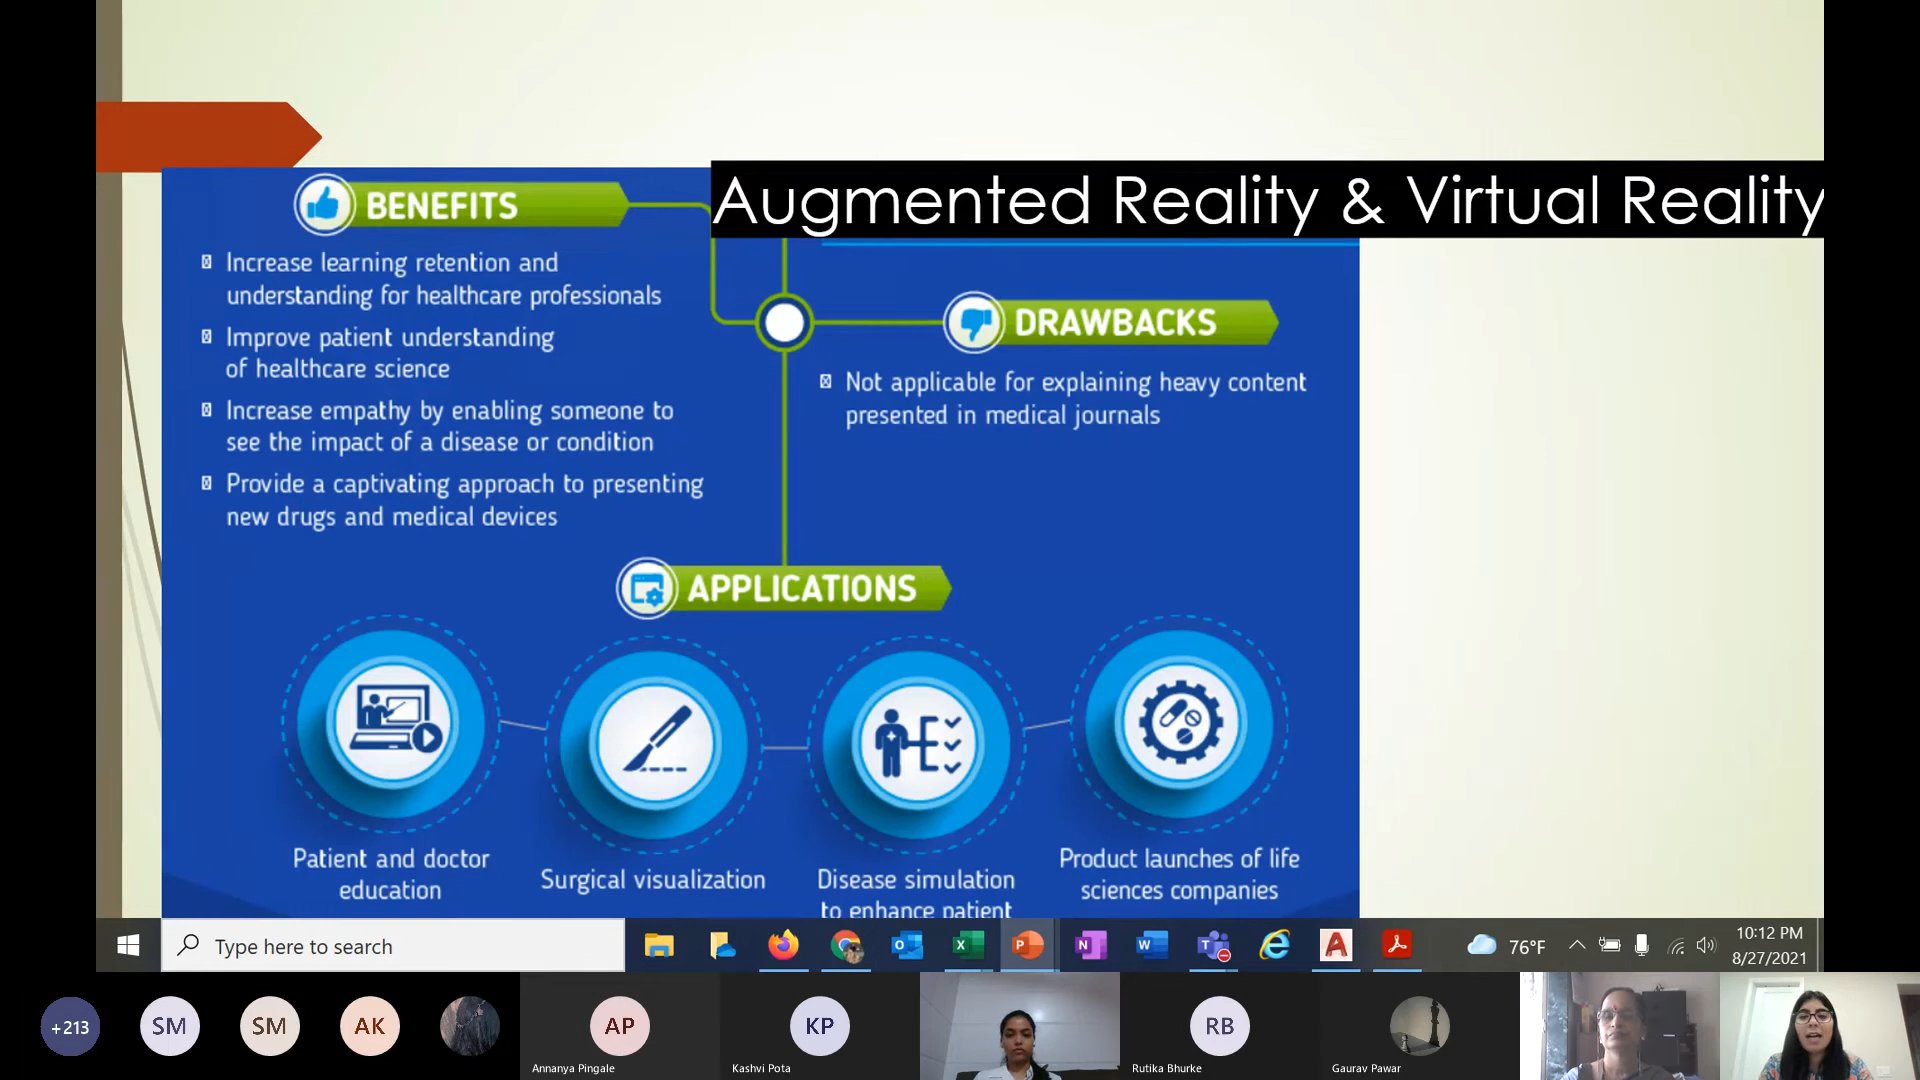 Augmented Reality & Virtual Reality
BENEFITS
Increase learning retention and
understanding for healthcare professionals
Improve patient understanding
of healthcare science
Increase empathy by enabling someone to
see the impact of a disease or condition
Provide a captivating approach to presenting
new drugs and medical devices
DRAWBACKS
Not applicable for explaining heavy content
presented in medical journals
APPLICATIONS
Patient and doctor
education
Surgical visualization
Disease simulation
to enhance patient
Product launches of life
sciences companies
Type here to search
76°F
10:12 PM
8/27/2021
+213
SM
SM
AK
AP
Annanya Pingale
KP
Kashvi Pota
RB
Rutika Bhurke
Gaurav Pawar